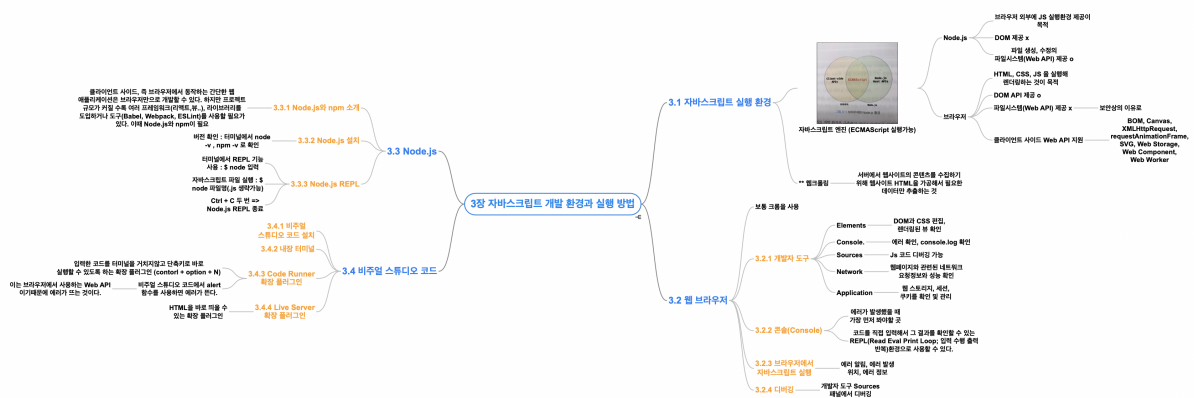 3장 자바스크립트 개발 환경과 실행 방법
3.1 자바스크립트 실행 환경
자바스크립트 엔진 (ECMAScript 실행가능)
Node.js
브라우저 외부에 JS 실행환경 제공이
목적
DOM 제공 x
파일 생성, 수정의
파일시스템(Web API) 제공 o
브라우저
HTML, CSS, JS 을 실행해
렌더링하는 것이 목적
DOM API 제공 o
파일시스템(Web API) 제공 x
보안상의 이유로
클라이언트 사이드 Web API 지원
BOM, Canvas,
XMLHttpRequest,
requestAnimationFrame,
SVG, Web Storage,
Web Component,
Web Worker
** 웹크롤링
서버에서 웹사이트의 콘텐츠를 수집하기
위해 웹사이트 HTML을 가공해서 필요한
데이터만 추출하는 것
3.2 웹 브라우저
보통 크롬을 사용
3.2.1 개발자 도구
Elements
DOM과 CSS 편집,
렌더링된 뷰 확인
Console.
에러 확인, console.log 확인
Sources
Js 코드 디버깅 가능
Network
웹페이지와 관련된 네트워크
요청정보와 성능 확인
Application
웹 스토리지, 세션,
쿠키를 확인 및 관리
3.2.2 콘솔(Console)
에러가 발생했을 때
가장 먼저 봐야할 곳
코드를 직접 입력해서 그 결과를 확인할 수 있는
REPL(Read Eval Print Loop; 입력 수행 출력
반복)환경으로 사용할 수 있다.
3.2.3 브라우저에서
자바스크립트 실행
에러 알림, 에러 발생
위치, 에러 정보
3.2.4 디버깅
개발자 도구 Sources
패널에서 디버깅
3.3 Node.js
3.3.1 Node.js와 npm 소개
클라이언트 사이드, 즉 브라우저에서 동작하는 간단한 웹
애플리케이션은 브라우저만으로 개발할 수 있다. 하지만 프로젝트
규모가 커질 수록 여러 프레임워크(리액트,뷰..), 라이브러리를
도입하거나 도구(Babel, Webpack, ESLint)를 사용할 필요가
있다. 이때 Node.js와 npm이 필요
3.3.2 Node.js 설치
버전 확인 : 터미널에서 node
-v , npm -v 로 확인
3.3.3 Node.js REPL
터미널에서 REPL 기능
사용 : $ node 입력
자바스크립트 파일 실행 : $
node 파일명(.js 생략가능)
Ctrl + C 두 번 =>
Node.js REPL 종료
3.4 비주얼 스튜디오 코드
3.4.1 비주얼
스튜디오 코드 설치
3.4.2 내장 터미널
3.4.3 Code Runner
확장 플러그인
입력한 코드를 터미널을 거치지않고 단축키로 바로
실행할 수 있도록 하는 확장 플러그인 (contorl + option + N)
비주얼 스튜디오 코드에서 alert
함수를 사용하면 에러가 뜬다.
이는 브라우저에서 사용하는 Web API
이기때문에 에러가 뜨는 것이다.
3.4.4 Live Server
확장 플러그인
HTML을 바로 띄울 수
있는 확장 플러그인